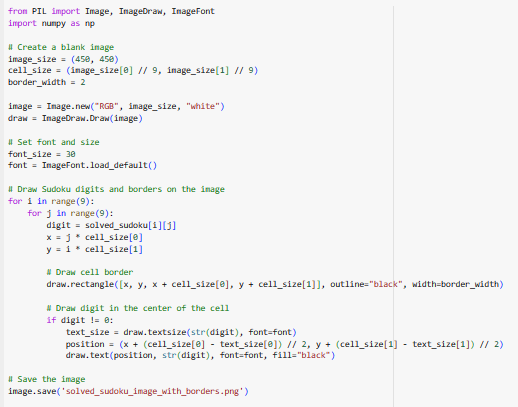 from PIL import Image, ImageDraw, ImageFont
import numpy as np
# Create a blank image
image_size = (450, 450)
cell_size = (image_size[0] // 9, image_size[1] // 9)
border_width = 2
image = Image.new("RGB", image_size, "white")
draw = ImageDraw.Draw(image)
# Set font and size
font_size = 30
font = ImageFont.load_default()
# Draw Sudoku digits and borders on the image
for i in range(9):
    for j in range(9):
        digit = solved_sudoku[i][j]
        x = j * cell_size[0]
        y = i * cell_size[1]
        # Draw cell border
        draw.rectangle([x, y, x + cell_size[0], y + cell_size[1]], outline="black", width=border_width)
        # Draw digit in the center of the cell
        if digit != 0:
            text_size = draw.textsize(str(digit), font=font)
            position = (x + (cell_size[0] - text_size[0]) // 2, y + (cell_size[1] - text_size[1]) // 2)
            draw.text(position, str(digit), font=font, fill="black")
# Save the image
image.save('solved_sudoku_image_with_borders.png')